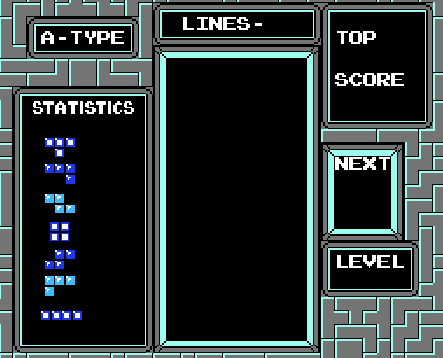 A-TYPE
LINES-
TOP
SCORE
STATISTICS
NEXT
LEVEL